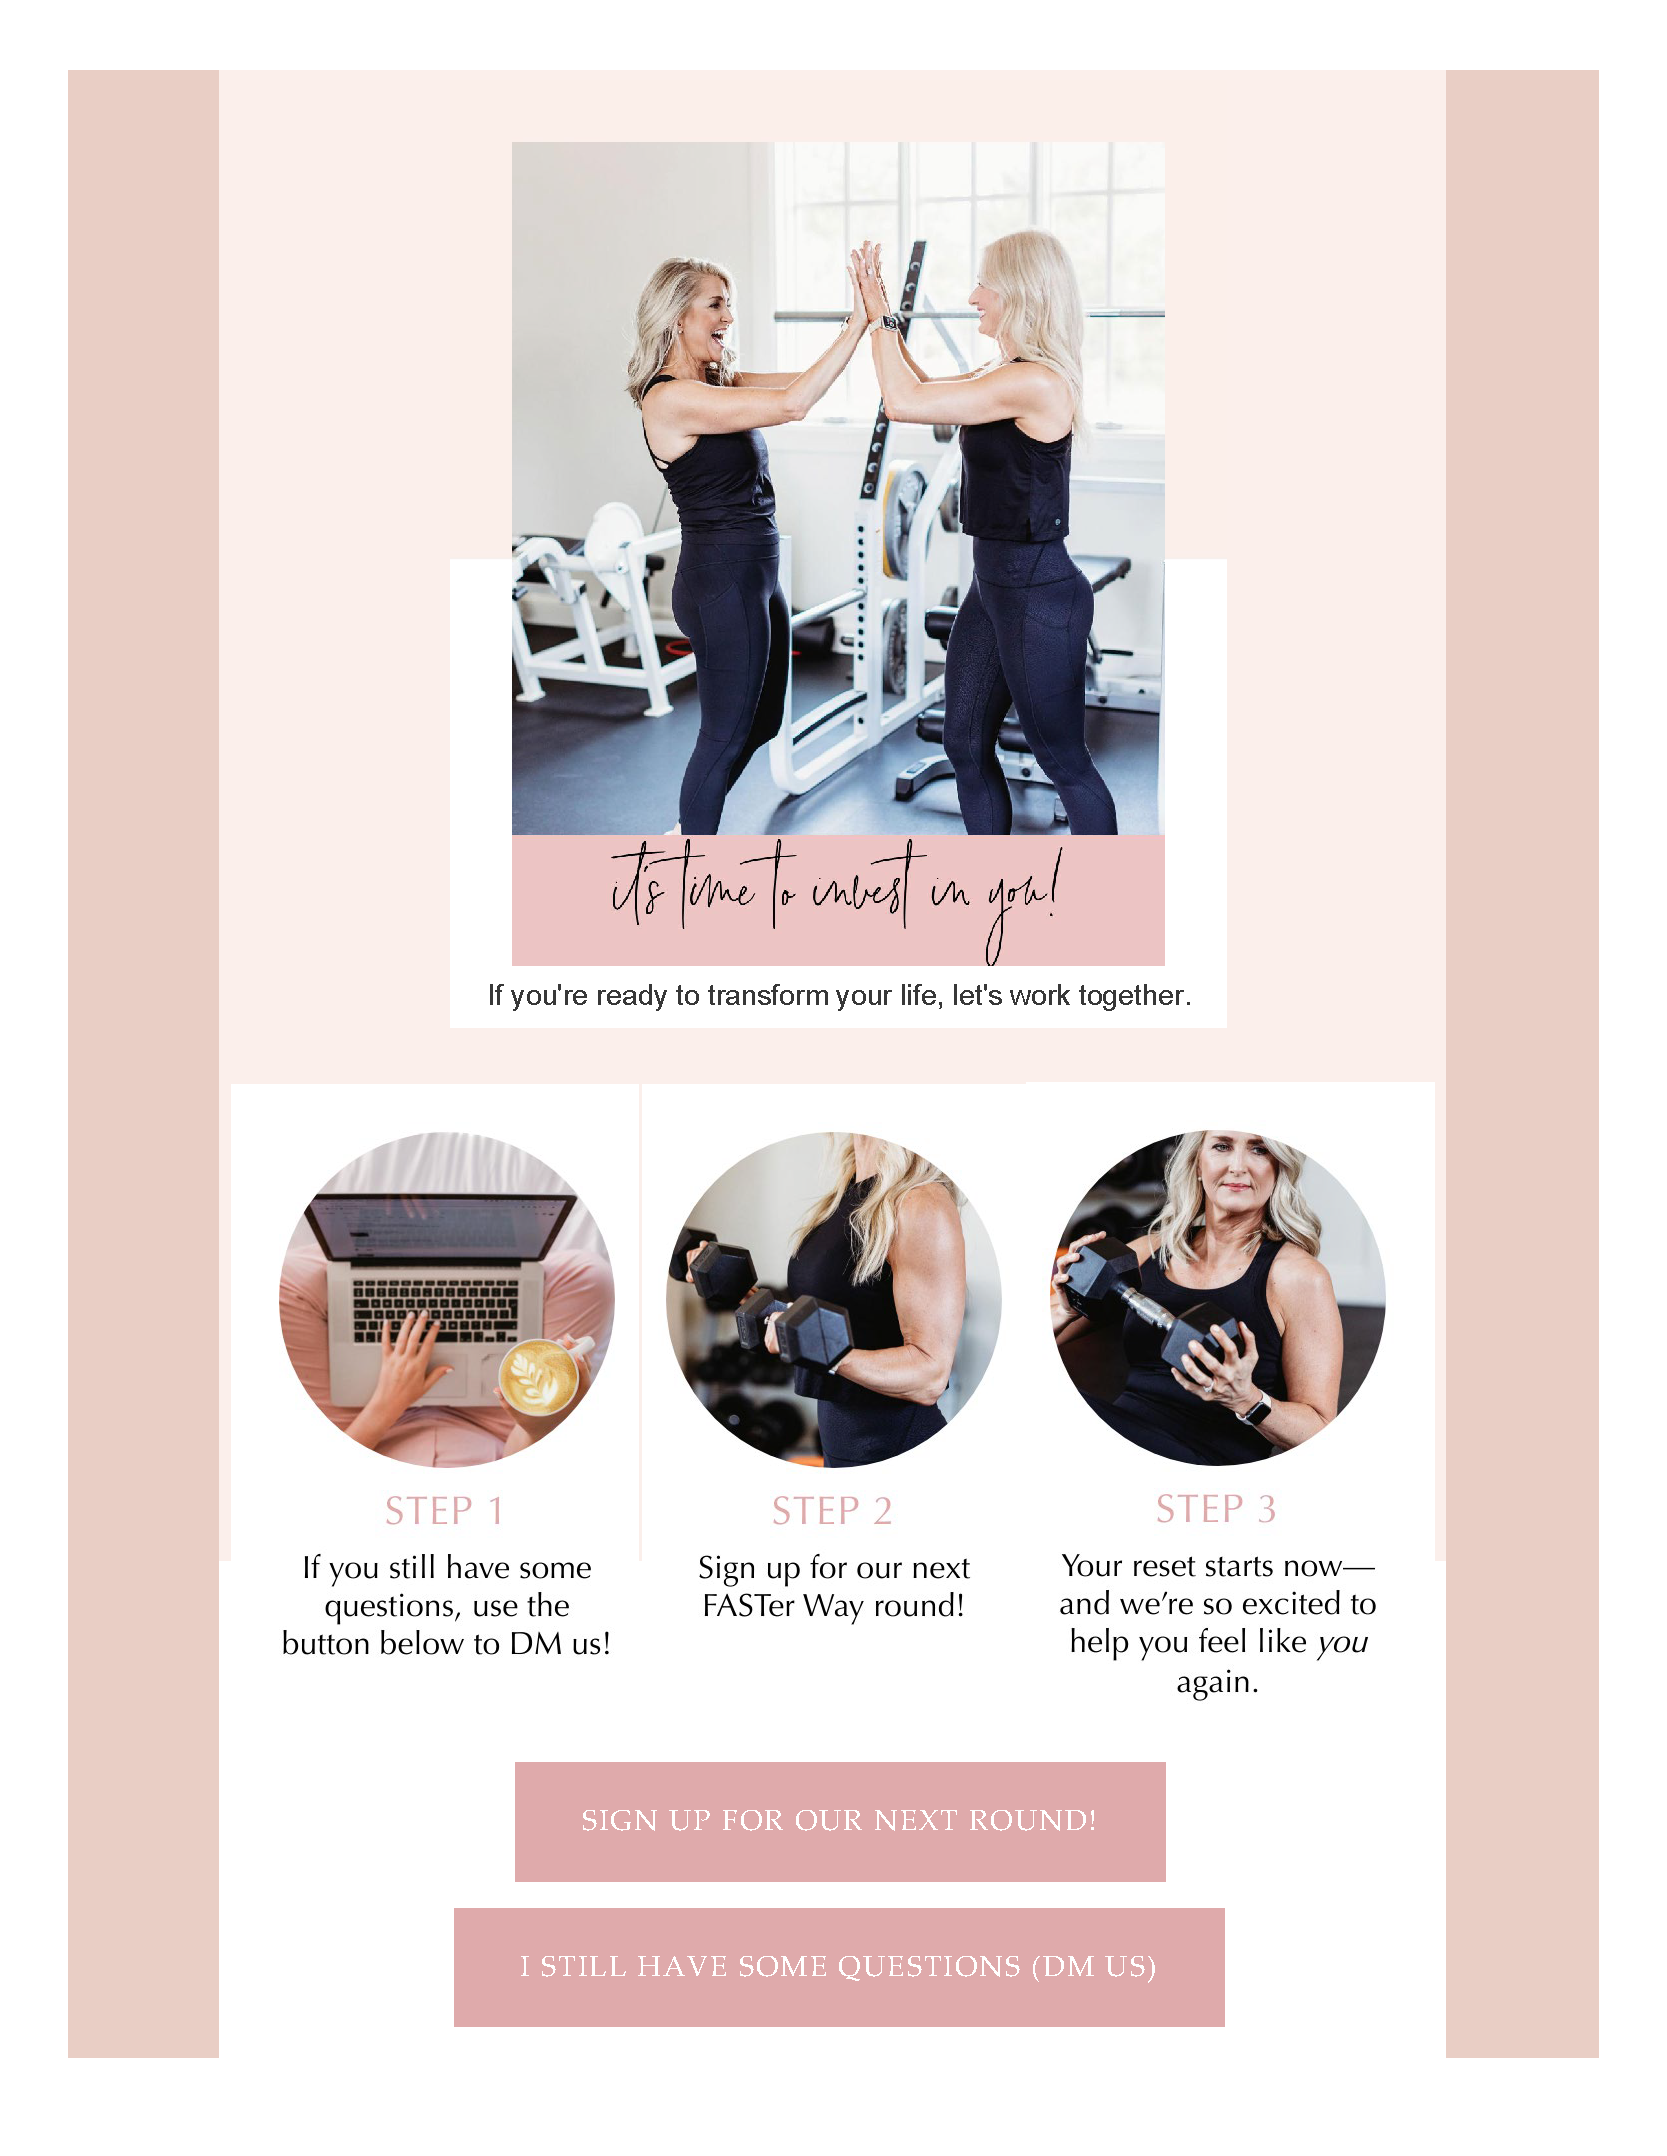 it's time to invest in you!
If you're ready to transform your life, let's work together.
STEP 1
If you still have some
questions, use the
button below to DM us!
STEP 2
Sign up for our next
FASTer Way round!
STEP 3
Your reset starts now—
and we’re so excited to
help you feel like you
again.
SIGN UP FOR OUR NEXT ROUND!
I STILL HAVE SOME QUESTIONS (DM US)